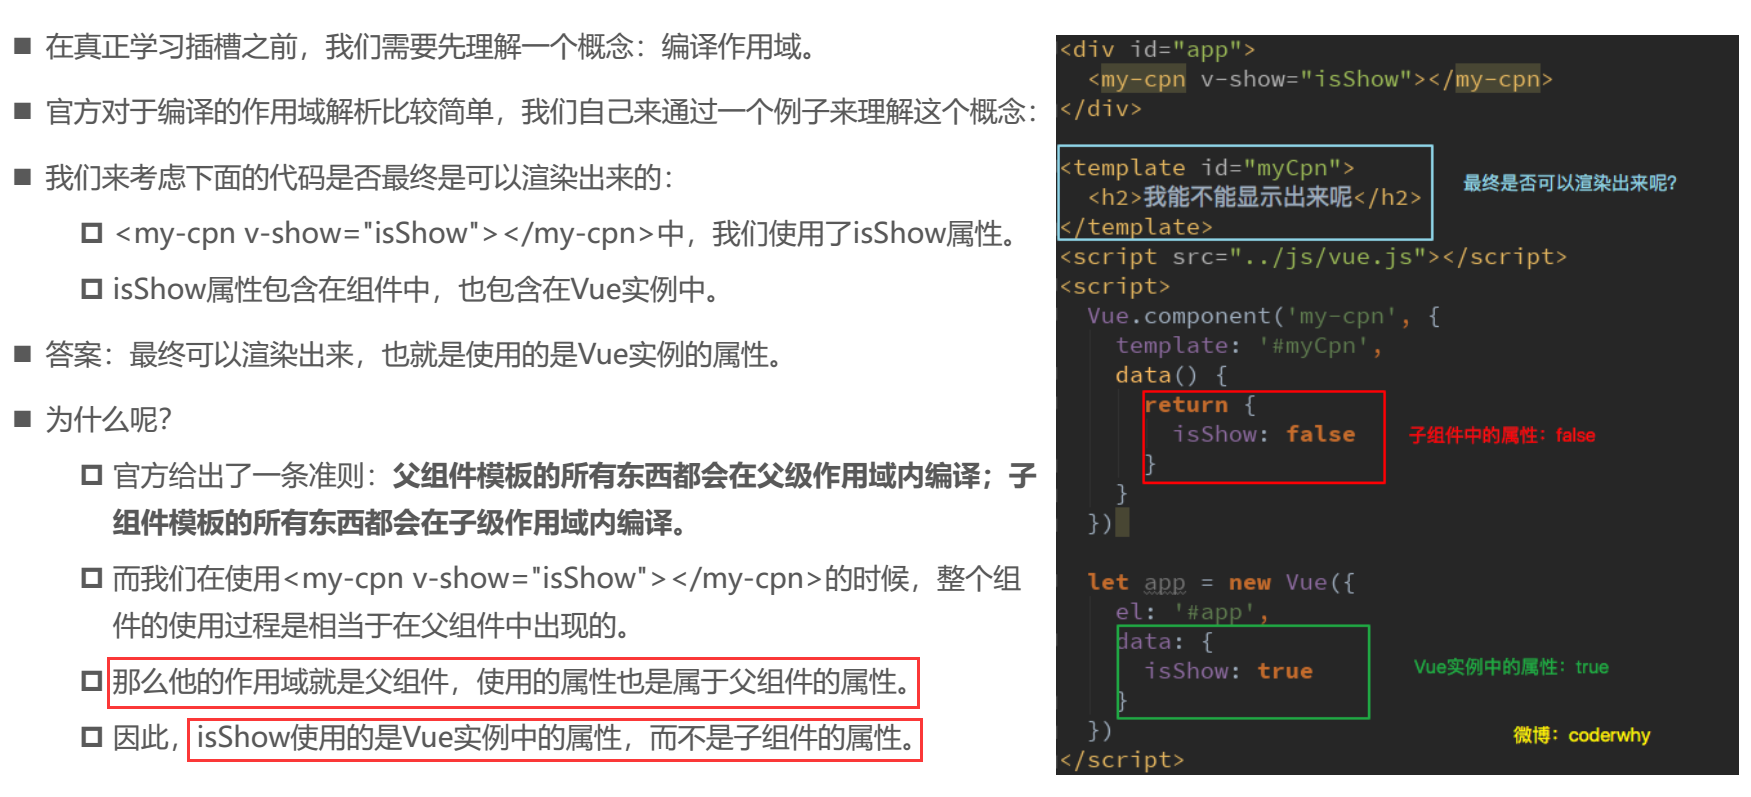 在真正学习插槽之前，我们需要先理解一个概念：编译作用域。
官方对于编译的作用域解析比较简单，我们自己来通过一个例子来理解这个概念：
我们来考虑下面的代码是否最终是可以渲染出来的：
<my-cpn v-show="isShow"></my-cpn>中，我们使用了isShow属性。
isShow属性包含在组件中，也包含在Vue实例中。
答案：最终可以渲染出来，也就是使用的是Vue实例的属性。
为什么呢？
官方给出了一条准则：父组件模板的所有东西都会在父级作用域内编译；子
组件模板的所有东西都会在子级作用域内编译。
而我们在使用<my-cpn v-show="isShow"></my-cpn>的时候，整个组
件的使用过程是相当于在父组件中出现的。
那么他的作用域就是父组件，使用的属性也是属于父组件的属性。
因此，isShow使用的是Vue实例中的属性，而不是子组件的属性。
<div id="app">
<my-cpn v-show="isShow"></my-cpn>
</div>
<template id="myCpn">
<h2>我能不能显示出来呢</h2>
</template>
最终是否可以渲染出来呢？
<script src="../js/vue.js"></script>
<script>
Vue.component('my-cpn', {
template: '#myCpn',
data() {
return {
isShow: false
}
子组件中的属性：false
}
})
let app = new Vue({
el: '#app',
data: {
isShow: true
}
Vue实例中的属性：true
})
微博：coderwhy
</script>